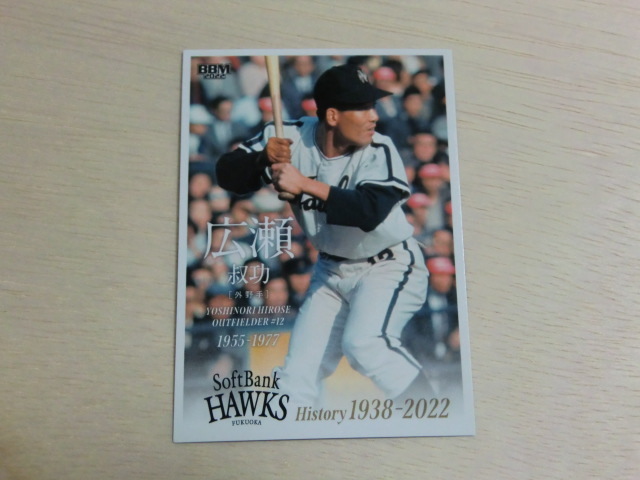 BBM
2022
広瀬
叔功
[外野手]
YOSHINORI HIROSE
OUTFIELDER #12
1955-1977
SoftBank
HAWKS
FUKUOKA
History 1938-2022
12